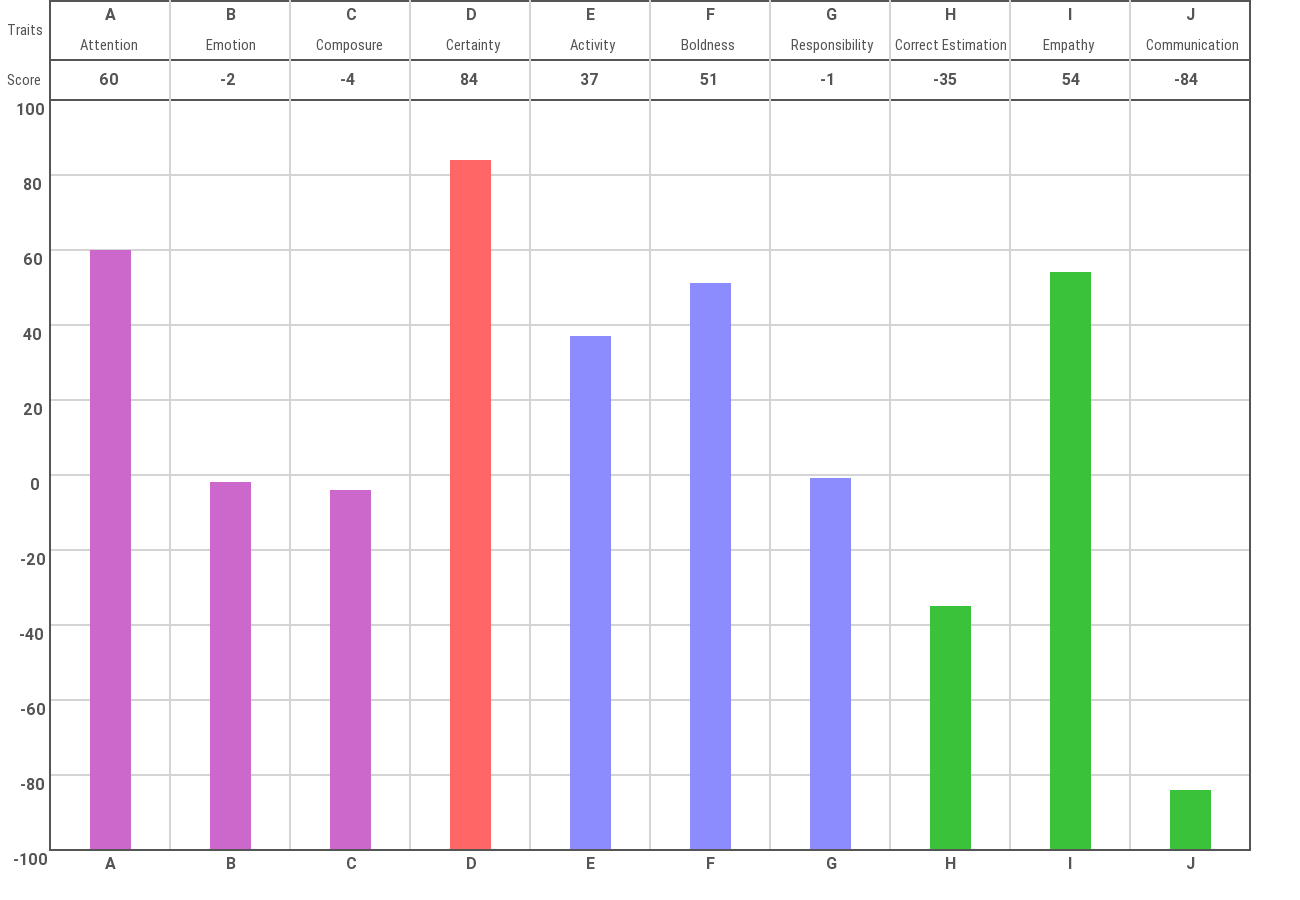 A B C D E F G H I J
Traits
Attention Emotion Composure Certainty Activity Boldness Responsibility Correct Estimation Empathy Communication
Score 60 -2 -4 84 37 51 -1 -35 54 -84
100
80
60
40
20
0
-20
-40
-60
-80
-100
A B C D E F G H I J